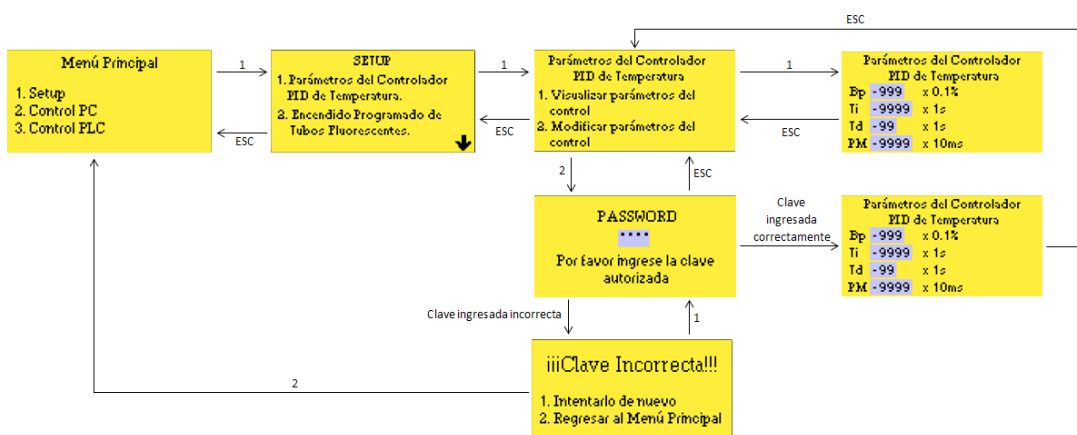 ESC
Menú Principal
1. Setup
2. Control PC
3. Control PLC
1
ESC
SETUP
1. Parámetros del Controlador
PID de Temperatura.
2. Encendido Programado de
Tubos Fluorescentes.
1
ESC
Parámetros del Controlador
PID de Temperatura
1. Visualizar parámetros del
control
2. Modificar parámetros del
control
1
ESC
Parámetros del Controlador
PID de Temperatura
Bp -999 x 0.1%
Ti -9999 x 1s
Td -99 x 1s
PM -9999 x 10ms
2
ESC
PASSWORD
****
Por favor ingrese la clave
autorizada
Clave
ingresada
correctamente
Parámetros del Controlador
PID de Temperatura
Bp -999 x 0.1%
Ti -9999 x 1s
Td -99 x 1s
PM -9999 x 10ms
Clave ingresada incorrecta
1
¡¡¡Clave Incorrecta!!!
1. Intentarlo de nuevo
2. Regresar al Menú Principal
2